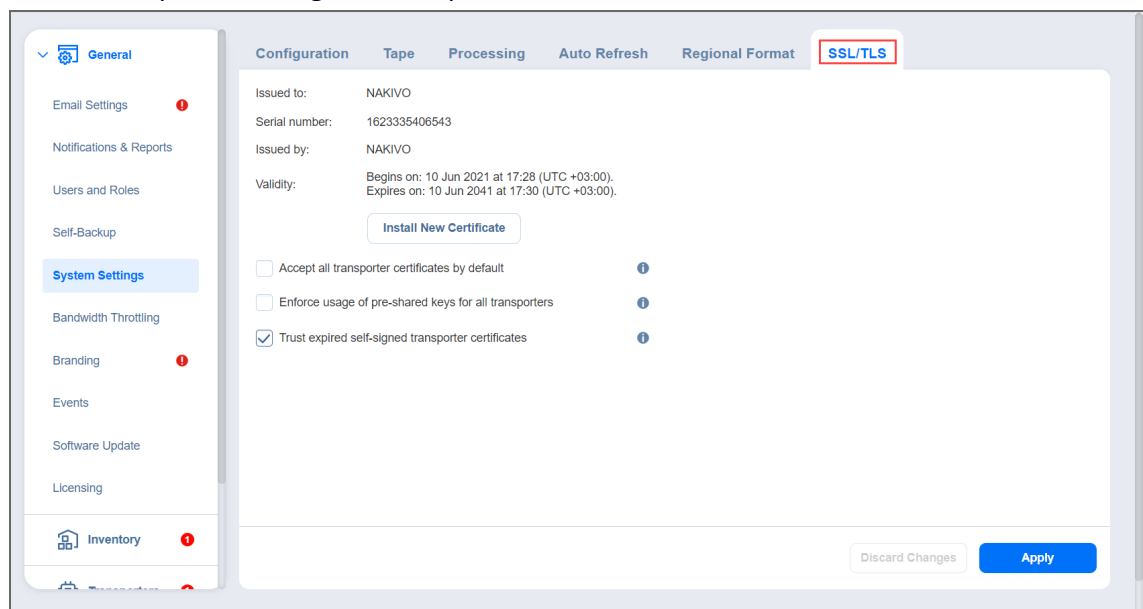 General
Configuration Tape Processing Auto Refresh Regional Format SSL/TLS
Email Settings
Notifications & Reports
Users and Roles
Self-Backup
System Settings
Bandwidth Throttling
Branding
Events
Software Update
Licensing
Inventory 1
Issued to: NAKIVO
Serial number: 1623335406543
Issued by: NAKIVO
Validity: Begins on: 10 Jun 2021 at 17:28 (UTC +03:00).
Expires on: 10 Jun 2041 at 17:30 (UTC +03:00).
Install New Certificate
Accept all transporter certificates by default
Enforce usage of pre-shared keys for all transporters
Trust expired self-signed transporter certificates
Discard Changes Apply